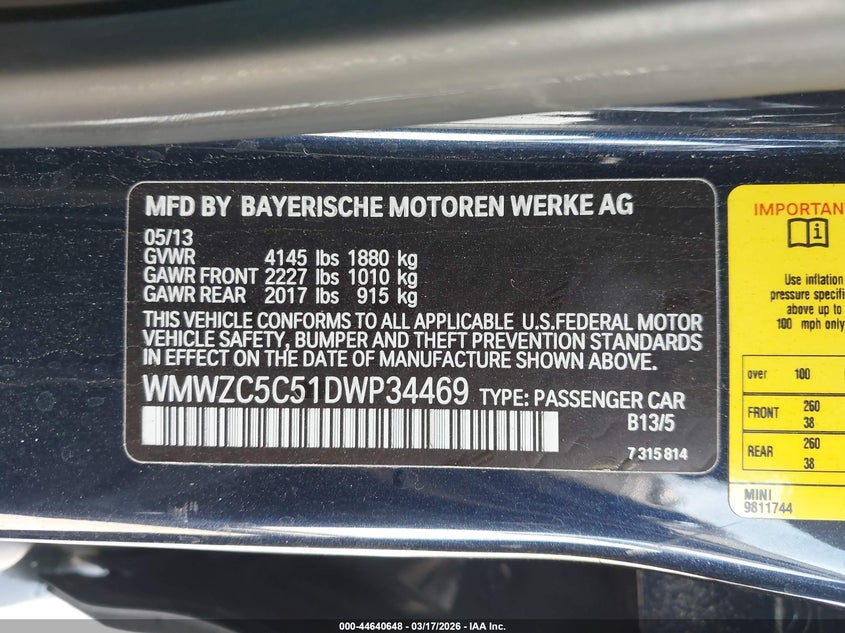 MFD BY BAYERISCHE MOTOREN WERKE AG
05/13
GVWR 4145 lbs 1880 kg
GAWR FRONT 2227 lbs 1010 kg
GAWR REAR 2017 lbs 915 kg
THIS VEHICLE CONFORMS TO ALL APPLICABLE U.S.FEDERAL MOTOR
VEHICLE SAFETY, BUMPER AND THEFT PREVENTION STANDARDS
IN EFFECT ON THE DATE OF MANUFACTURE SHOWN ABOVE.
WMWZC5C51DWP34469 TYPE: PASSENGER CAR
B13/5
7 315 814
IMPORTAN
Use inflation
pressure specifi
above up to
100 mph only
over 100
FRONT 260
38
REAR 260
38
MINI
9811744
000-44640648 - 03/17/2026 - IAA Inc.